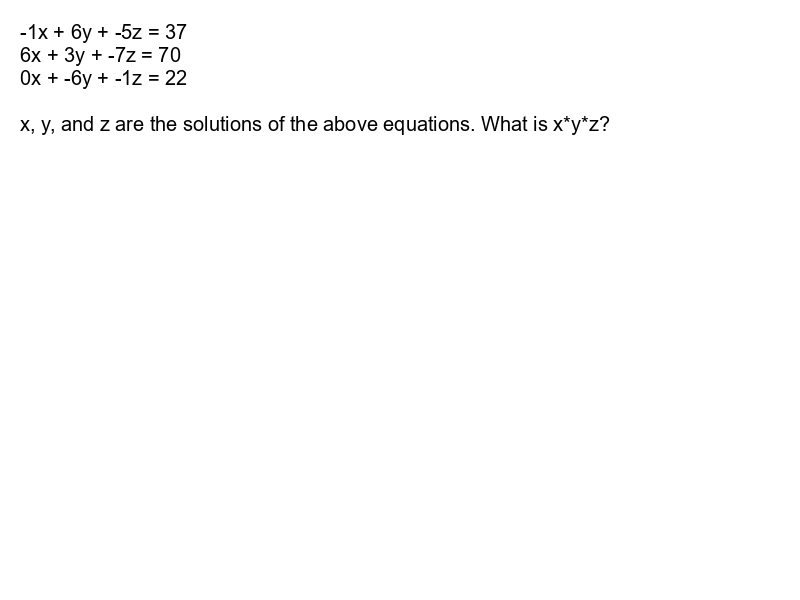 -1x + 6y + -5z = 37
6x + 3y + -7z = 70
0x + -6y + -1z = 22
x, y, and z are the solutions of the above equations. What is x*y*z?